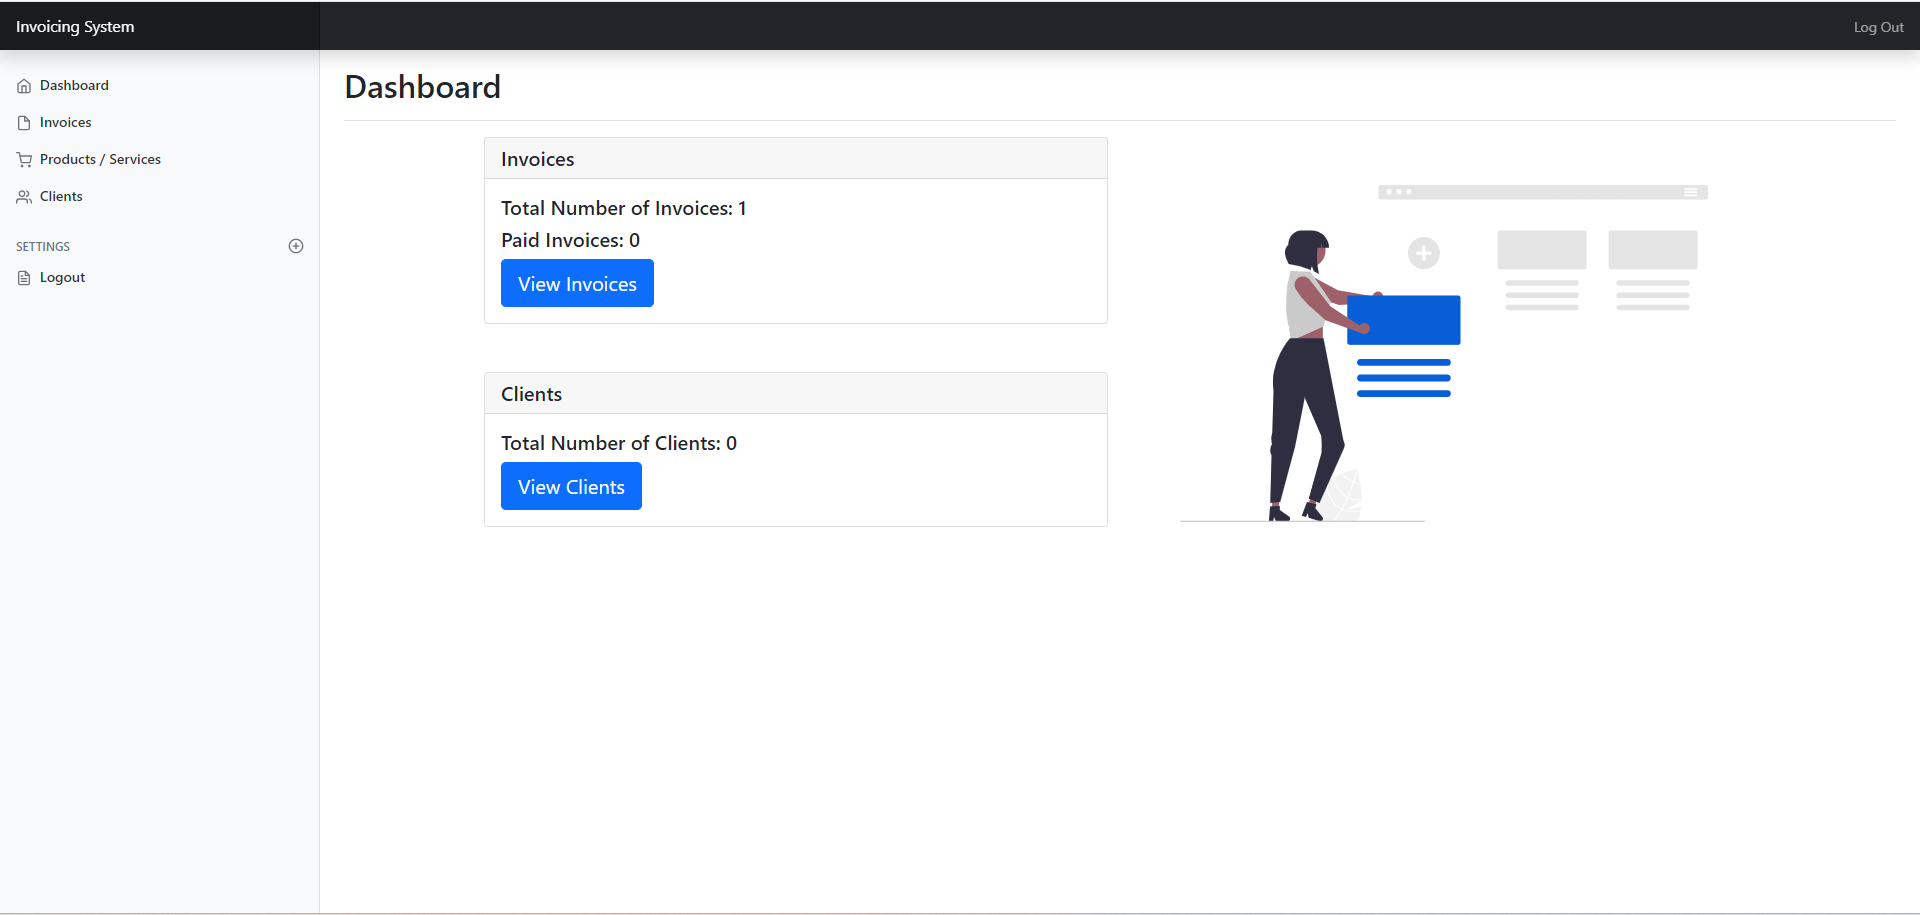 Invoicing System
Log Out
Dashboard
Invoices
Products / Services
Clients
SETTINGS
Logout
Dashboard
Invoices
Total Number of Invoices: 1
Paid Invoices: 0
View Invoices
Clients
Total Number of Clients: 0
View Clients